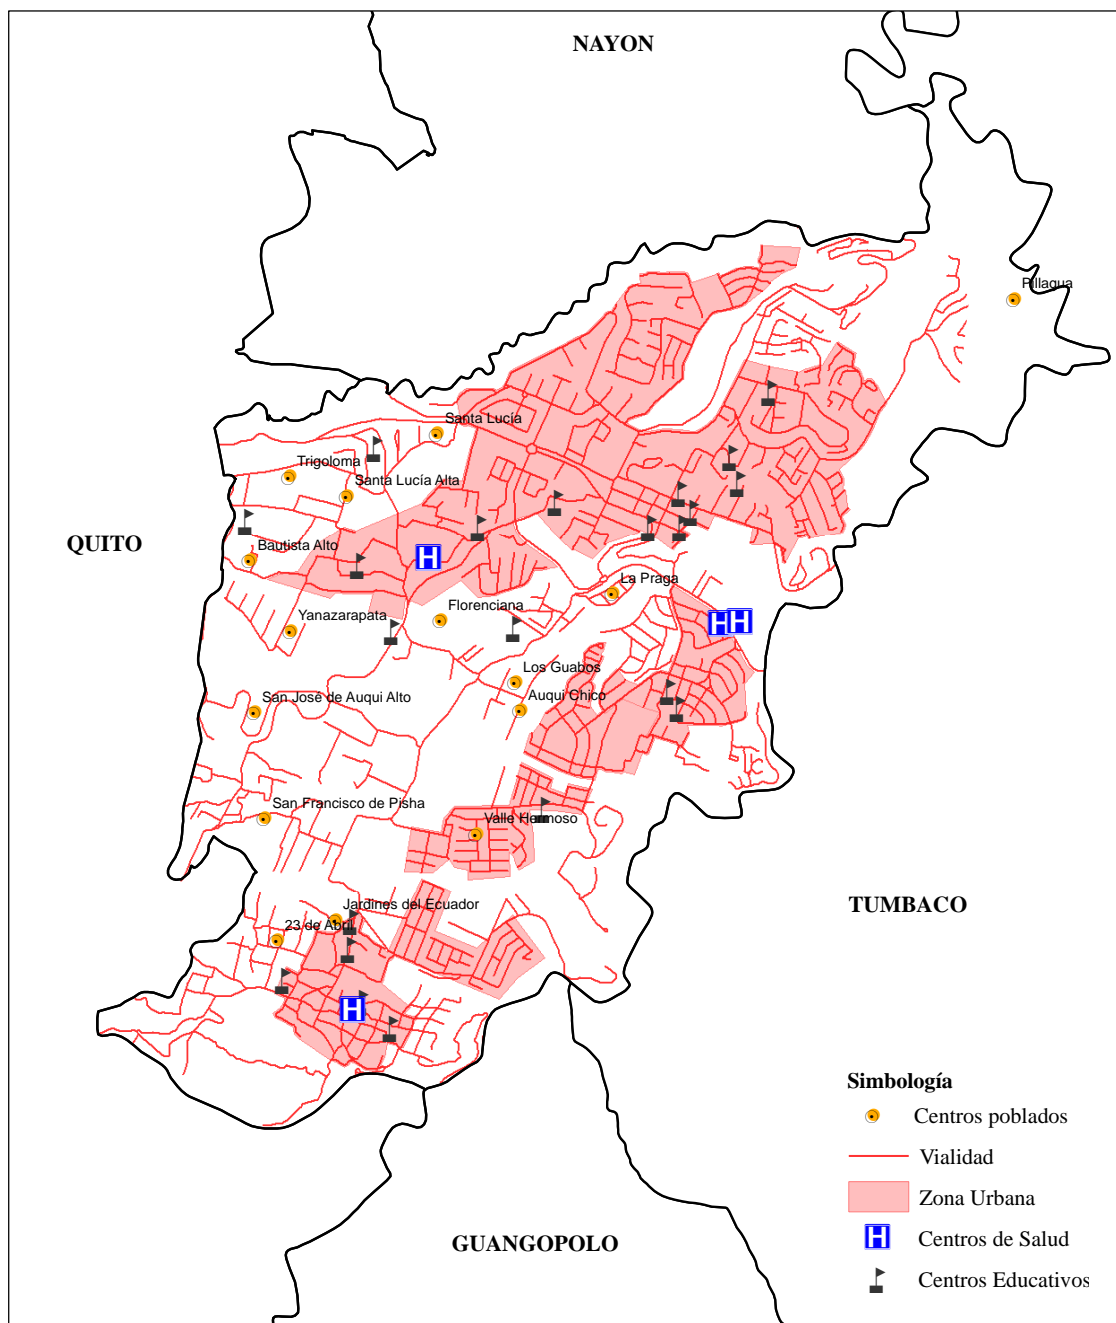 NAYON
Pillagua
Santa Lucía
Trigoloma
Santa Lucía Alta
QUITO
Bautista Alto
La Praga
Yanazarapata
Florenciana
Los Guabos
San José de Auqui Alto
Auqui Chico
San Francisco de Pisha
Valle Hermoso
Jardines del Ecuador
TUMBACO
23 de Abril
H
H
H
H
Simbología
Centros poblados
Vialidad
Zona Urbana
GUANGOPOLO
H
Centros de Salud
Centros Educativos